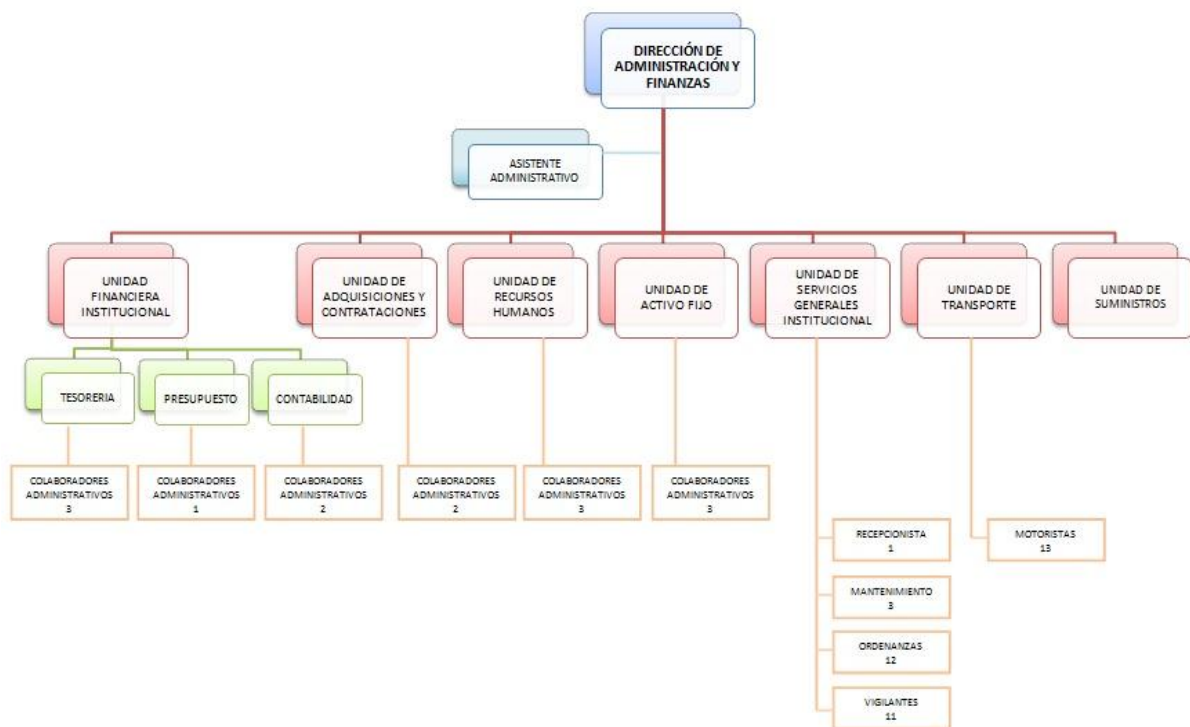 DIRECCIÓN DE
ADMINISTRACIÓN Y
FINANZAS
ASISTENTE
ADMINISTRATIVO
UNIDAD
FINANCIERA
INSTITUCIONAL
UNIDAD DE
ADQUISICIONES Y
CONTRATACIONES
UNIDAD DE
RECURSOS
HUMANOS
UNIDAD DE
ACTIVO FIJO
UNIDAD DE
SERVICIOS
GENERALES
INSTITUCIONAL
UNIDAD DE
TRANSPORTE
UNIDAD DE
SUMINISTROS
TESORERIA
PRESUPUESTO
CONTABILIDAD
COLABORADORES
ADMINISTRATIVOS
3
COLABORADORES
ADMINISTRATIVOS
1
COLABORADORES
ADMINISTRATIVOS
2
COLABORADORES
ADMINISTRATIVOS
2
COLABORADORES
ADMINISTRATIVOS
3
COLABORADORES
ADMINISTRATIVOS
3
RECEPCIONISTA
1
MOTORISTAS
13
MANTENIMIENTO
3
ORDENANZAS
12
VIGILANTES
11